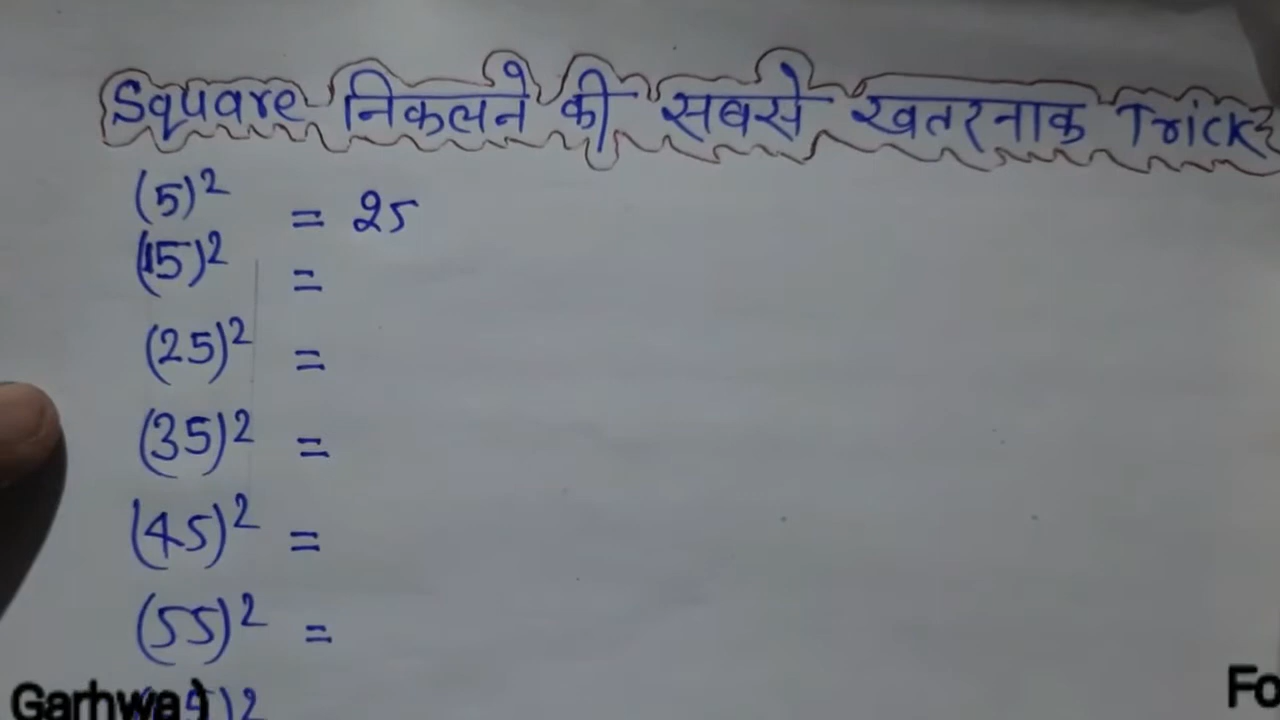 Square निकलने की सबसे खतरनाक Trick
(5)² = 25
(15)² =
(25)² =
(35)² =
(45)² =
(55)² =
Garhwa)
Fo